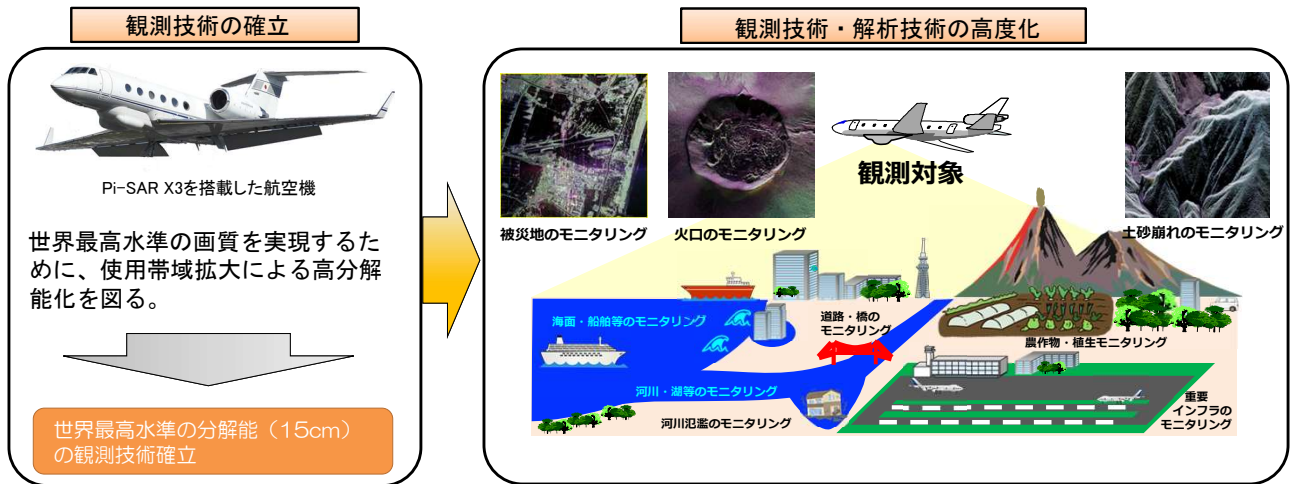 観測技術の確立
Pi-SAR X3を搭載した航空機
世界最高水準の画質を実現するた
めに、使用帯域拡大による高分解
能化を図る。
世界最高水準の分解能（15cm）
の観測技術確立
観測技術・解析技術の高度化
観測対象
被災地のモニタリング
火口のモニタリング
土砂崩れのモニタリング
海面・船舶等のモニタリング
道路・橋の
モニタリング
農作物・植生モニタリング
河川・湖等のモニタリング
河川氾濫のモニタリング
重要
インフラの
モニタリング